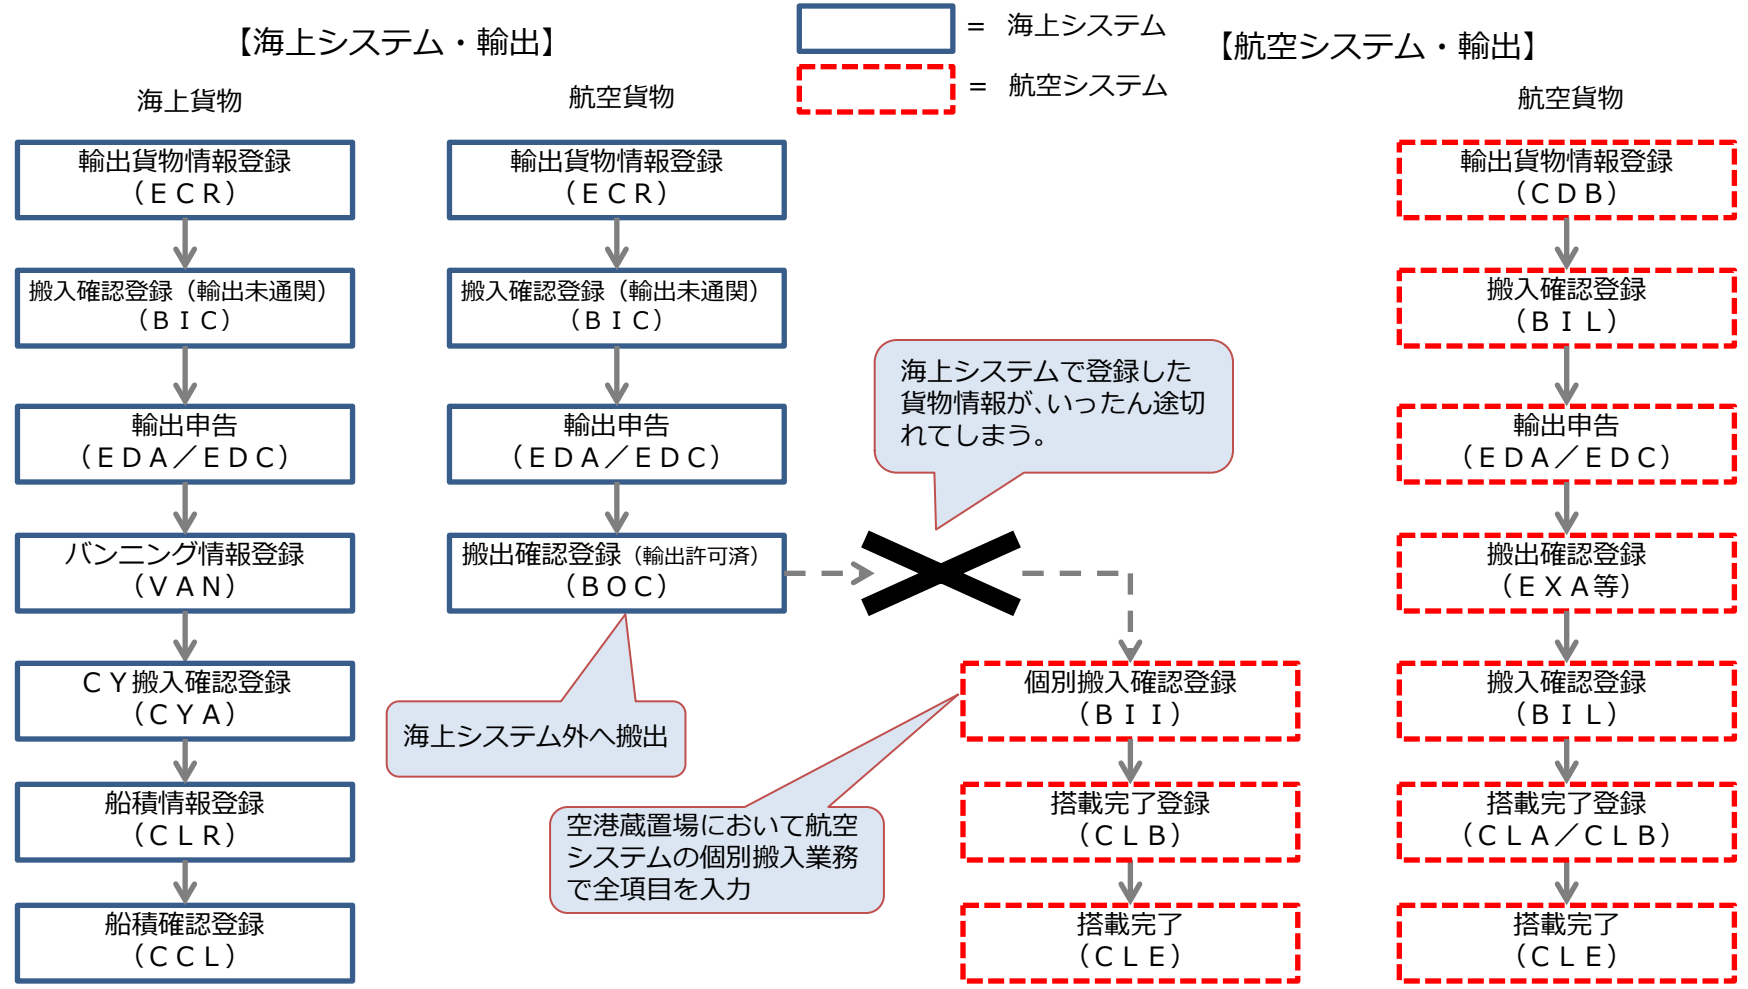 【海上システム・輸出】
= 海上システム
= 航空システム
【航空システム・輸出】
海上貨物
輸出貨物情報登録
（ＥＣＲ）
搬入確認登録（輸出未通関）
（ＢＩＣ）
輸出申告
（ＥＤＡ／ＥＤＣ）
バンニング情報登録
（ＶＡＮ）
ＣＹ搬入確認登録
（ＣＹＡ）
船積情報登録
（ＣＬＲ）
船積確認登録
（ＣＣＬ）
航空貨物
輸出貨物情報登録
（ＥＣＲ）
搬入確認登録（輸出未通関）
（ＢＩＣ）
輸出申告
（ＥＤＡ／ＥＤＣ）
搬出確認登録（輸出許可済）
（ＢＯＣ）
海上システム外へ搬出
海上システムで登録した
貨物情報が、いったん途切
れてしまう。
個別搬入確認登録
（ＢＩＩ）
空港蔵置場において航空
システムの個別搬入業務
で全項目を入力
搭載完了登録
（ＣＬＢ）
搭載完了
（ＣＬＥ）
航空貨物
輸出貨物情報登録
（ＣＤＢ）
搬入確認登録
（ＢＩＬ）
輸出申告
（ＥＤＡ／ＥＤＣ）
搬出確認登録
（ＥＸＡ等）
搬入確認登録
（ＢＩＬ）
搭載完了登録
（ＣＬＡ／ＣＬＢ）
搭載完了
（ＣＬＥ）